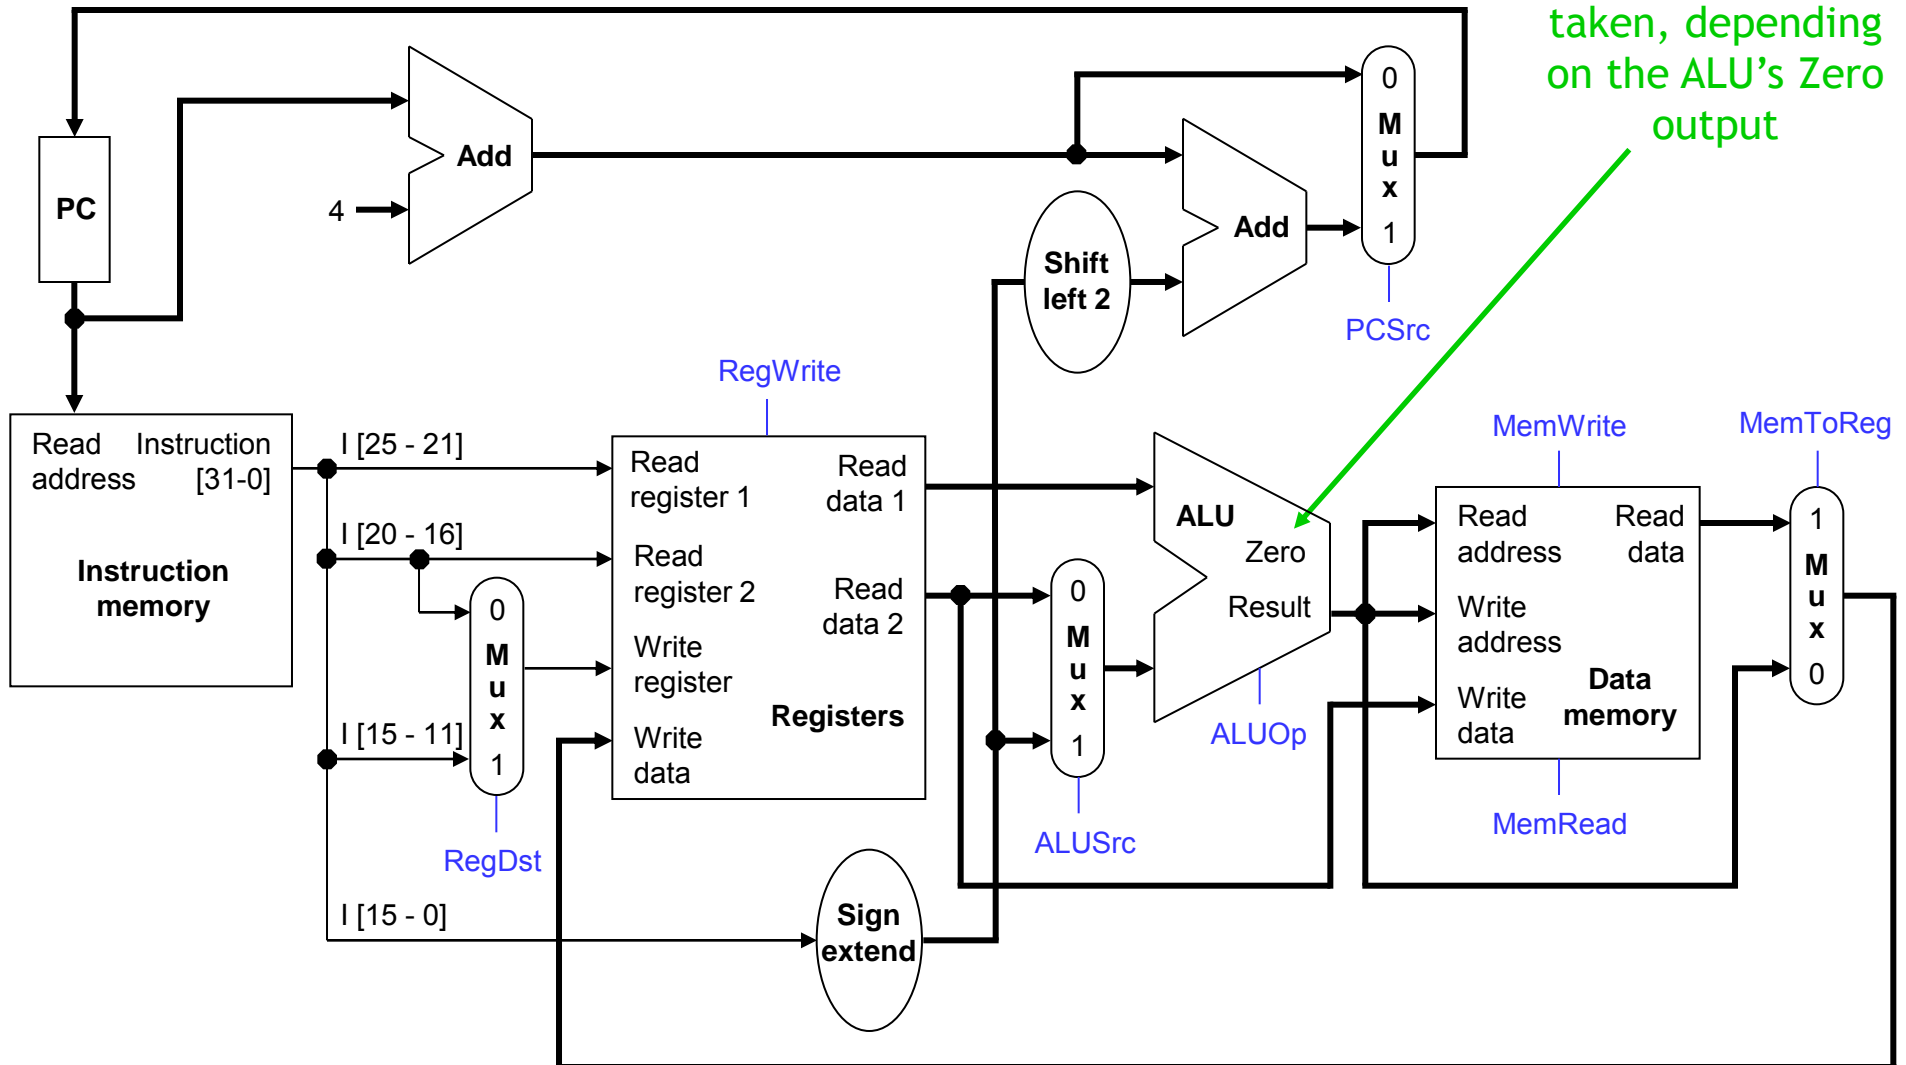 taken, depending
on the ALU's Zero
output
PC
4
Add
Shift
left 2
Add
0
M
u
x
1
PCSrc
RegWrite
Read Instruction
address [31-0]
Instruction
memory
I [25 - 21]
I [20 - 16]
I [15 - 11]
I [15 - 0]
0
M
u
x
1
RegDst
Read
register 1
Read
data 1
Read
register 2
Read
data 2
Write
register
Registers
Write
data
Sign
extend
0
M
u
x
1
ALUSrc
ALU
Zero
Result
ALUOp
MemWrite
Read
address
Read
data
Write
address
Write
data
Data
memory
MemRead
MemToReg
1
M
u
x
0